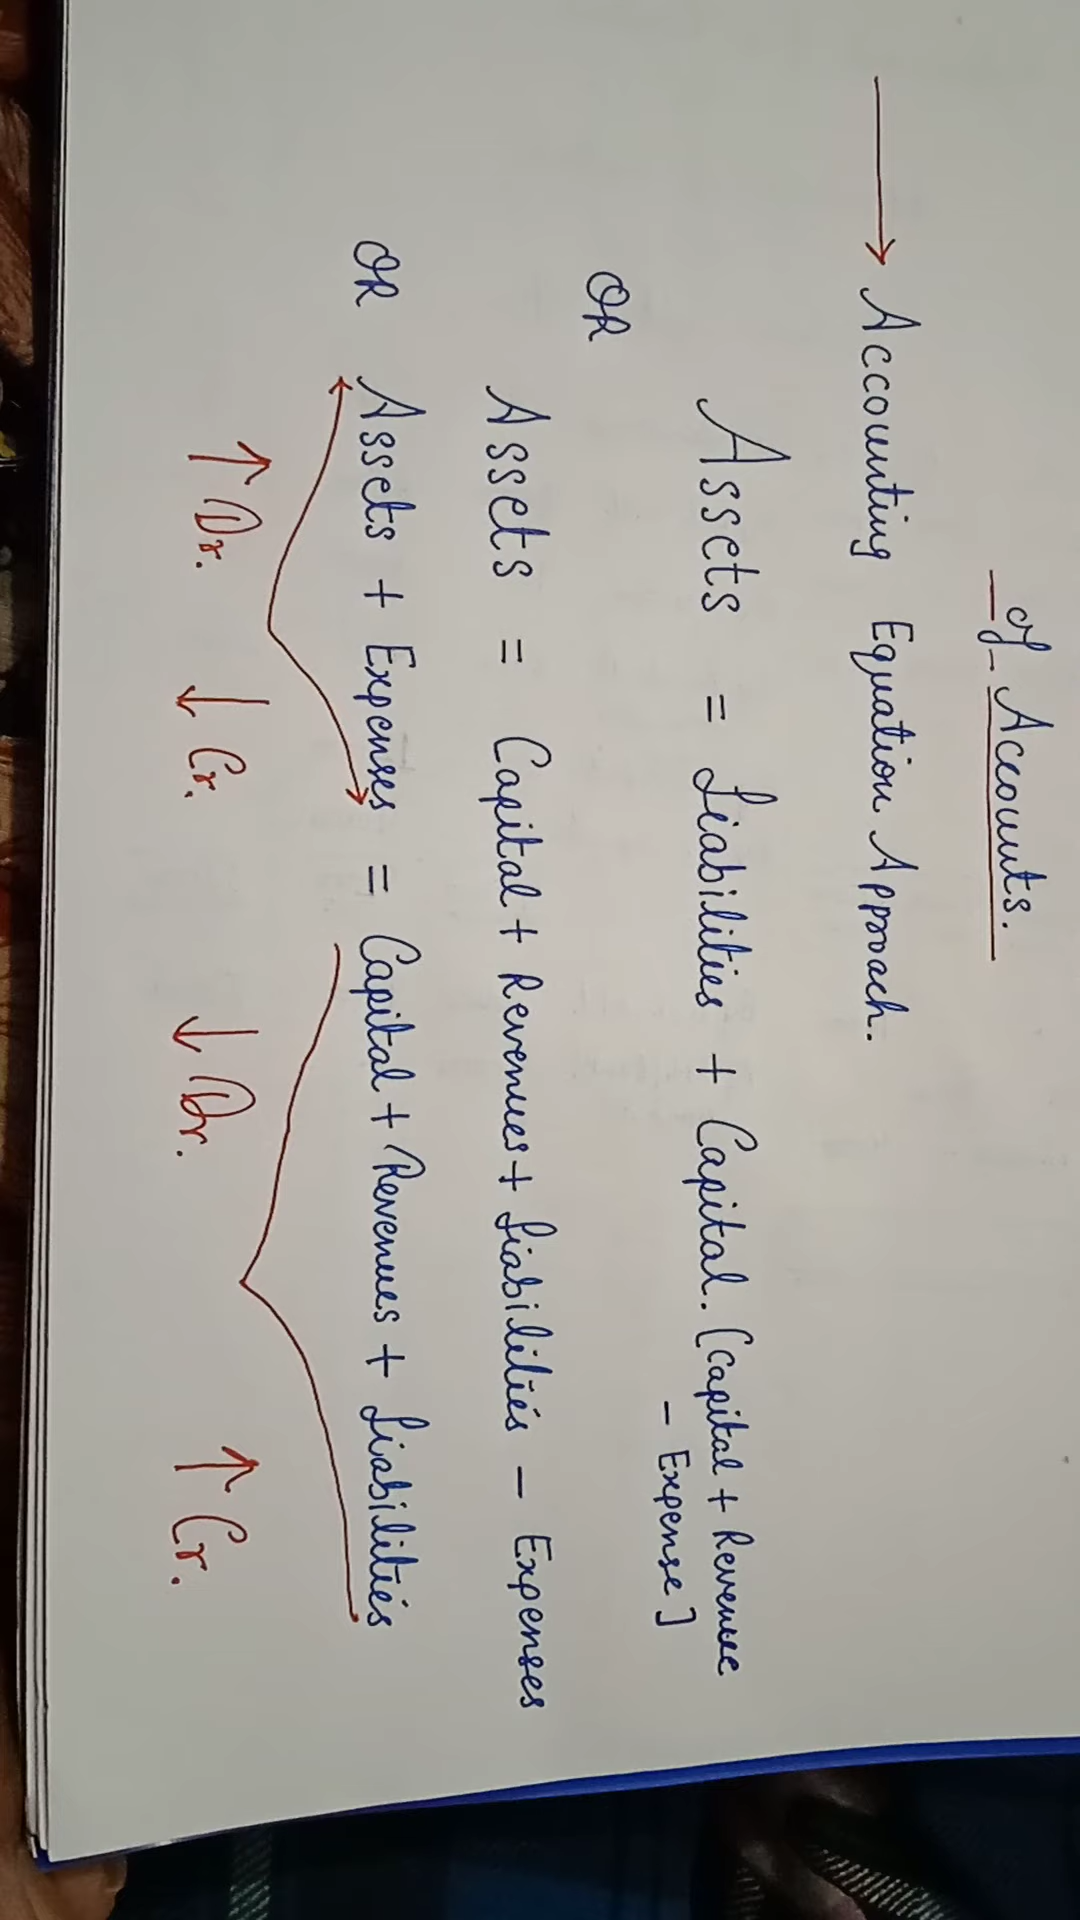 of Accounts.
→ Accounting Equation Approach.
Assets = Liabilities + Capital. (Capital + Revenue
- Expense]
OR
Assets = Capital + Revenues + Liabilities - Expenses
OR Assets + Expenses = Capital + Revenues + Liabilities
↑ Dr. ↓ Cr. ↓ Dr. ↑ Cr.